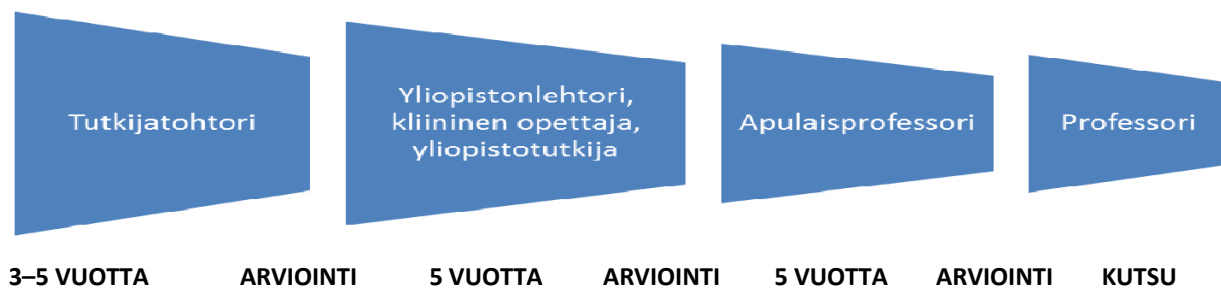 Tutkijatohtori
Yliopistonlehtori,
kliininen opettaja,
yliopistotutkija
Apulaisprofessori
Professori
3–5 VUOTTA ARVIOINTI 5 VUOTTA ARVIOINTI 5 VUOTTA ARVIOINTI KUTSU